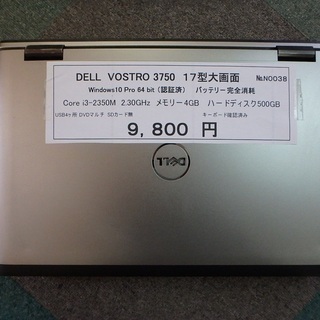 DELL VOSTRO 3750 17型大画面 №N0038
Windows10 Pro 64 bit (認証済) バッテリー完全消耗
Core i3-2350M 2.30GHz メモリー4GB ハードディスク500GB
USB4ヶ所 DVDマルチ SDカード無 キーボード確認済み
9,800 円
DELL